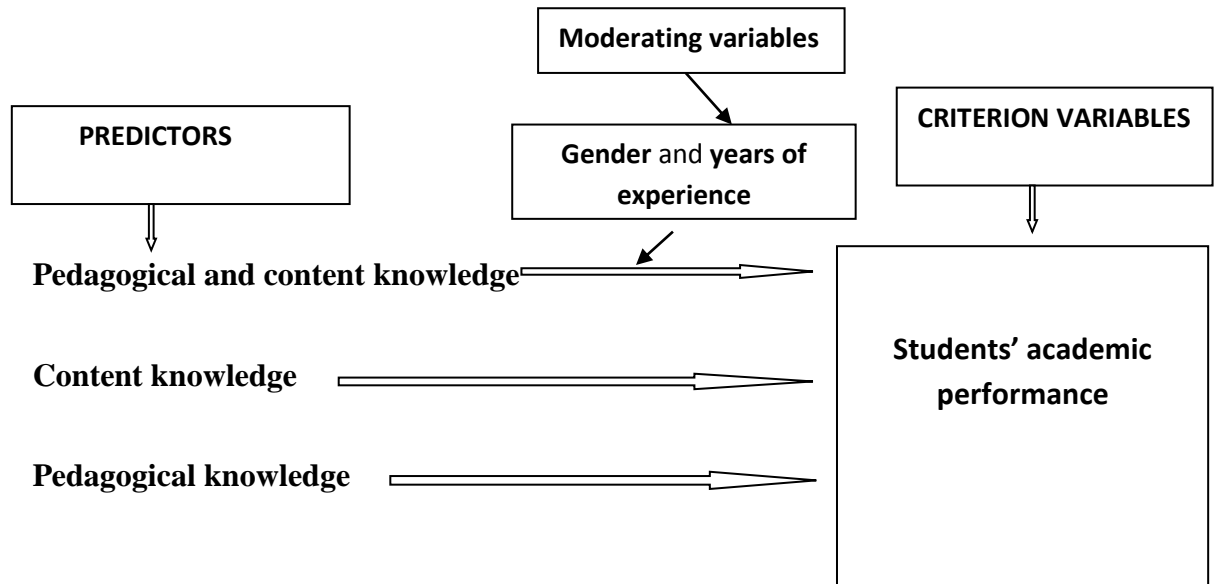 Moderating variables
PREDICTORS
CRITERION VARIABLES
Gender and years of
experience
Pedagogical and content knowledge
Content knowledge
Pedagogical knowledge
Students’ academic
performance